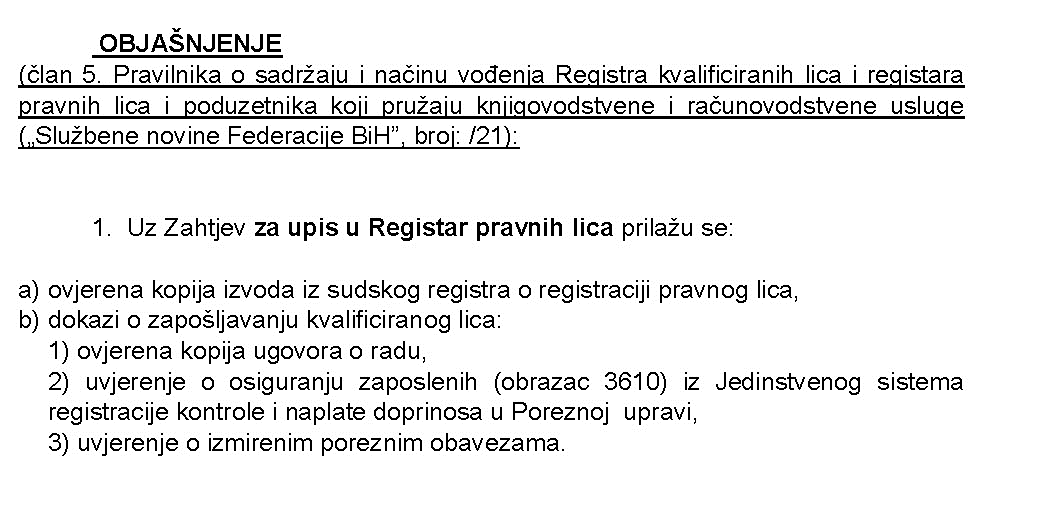 OBJAŠNJENJE
(član 5. Pravilnika o sadržaju i načinu vođenja Registra kvalificiranih lica i registara
pravnih lica i poduzetnika koji pružaju knjigovodstvene i računovodstvene usluge
(„Službene novine Federacije BiH”, broj: /21):
1. Uz Zahtjev za upis u Registar pravnih lica prilažu se:
a) ovjerena kopija izvoda iz sudskog registra o registraciji pravnog lica,
b) dokazi o zapošljavanju kvalificiranog lica:
1) ovjerena kopija ugovora o radu,
2) uvjerenje o osiguranju zaposlenih (obrazac 3610) iz Jedinstvenog sistema
registracije kontrole i naplate doprinosa u Poreznoj upravi,
3) uvjerenje o izmirenim poreznim obavezama.